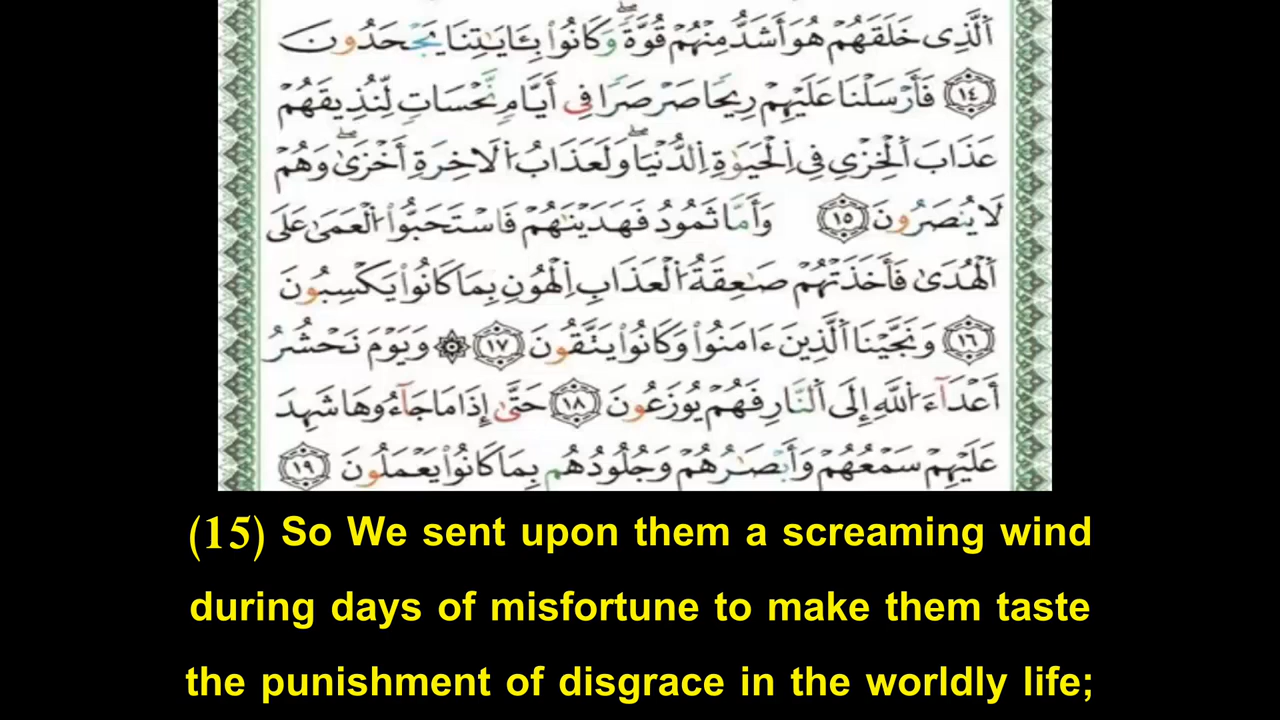 ٱلَّذِى خَلَقَهُمْ هُوَ أَشَدُّ مِنْهُمْ قُوَّةً ۖ وَكَانُوا۟ بِـَٔايَـٰتِنَا يَجْحَدُونَ
١٤ فَأَرْسَلْنَا عَلَيْهِمْ رِيحًا صَرْصَرًا فِى أَيَّامٍ نَّحْسَاتٍ لِّنُذِيقَهُمْ
عَذَابَ ٱلْخِزْىِ فِى ٱلْحَيَوٰةِ ٱلدُّنْيَا ۖ وَلَعَذَابُ ٱلَاخِرَةِ أَخْزَىٰ ۖ وَهُمْ
لَا يُنصَرُونَ ١٥ وَأَمَّا ثَمُودُ فَهَدَيْنَـٰهُمْ فَٱسْتَحَبُّوا۟ ٱلْعَمَىٰ عَلَى
ٱلْهُدَىٰ فَأَخَذَتْهُمْ صَـٰعِقَةُ ٱلْعَذَابِ ٱلْهُونِ بِمَا كَانُوا۟ يَكْسِبُونَ
١٦ وَنَجَّيْنَا ٱلَّذِينَ ءَامَنُوا۟ وَكَانُوا۟ يَتَّقُونَ ١٧ ۞ وَيَوْمَ نَحْشُرُ
أَعْدَآءَ ٱللَّهِ إِلَى ٱلنَّارِ فَهُمْ يُوزَعُونَ ١٨ حَتَّىٰ إِذَا مَا جَآءُوهَا شَهِدَ
عَلَيْهِمْ سَمْعُهُمْ وَأَبْصَـٰرُهُمْ وَجُلُودُهُم بِمَا كَانُوا۟ يَعْمَلُونَ ١٩
(15) So We sent upon them a screaming wind
during days of misfortune to make them taste
the punishment of disgrace in the worldly life;